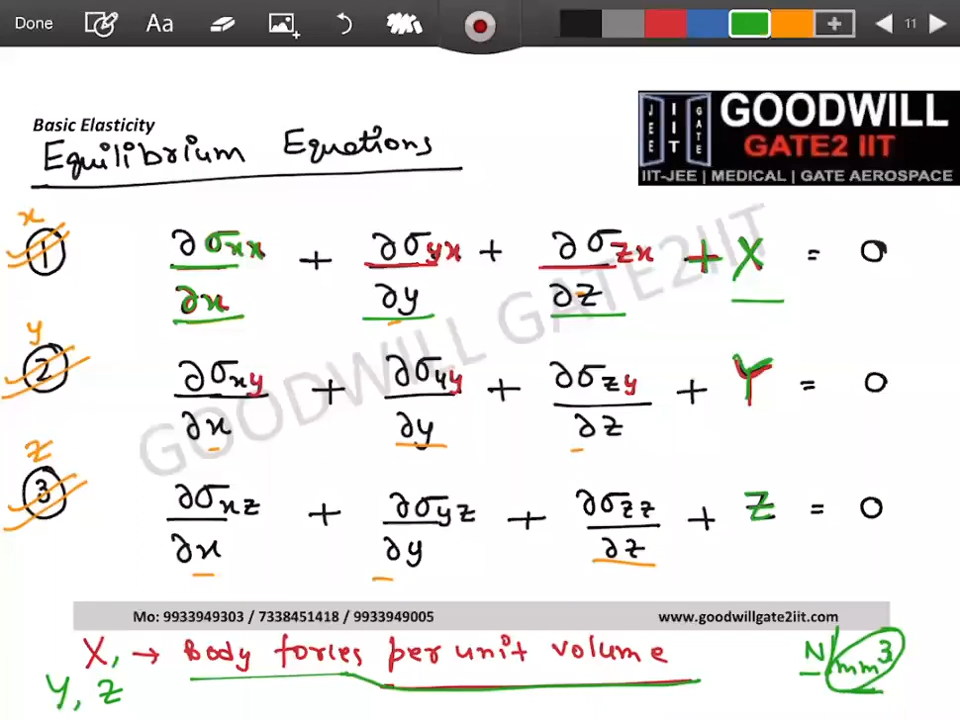 Done Aa 11
Basic Elasticity
Equilibrium Equations
JEE IIT GATE
GOODWILL
GATE2 IIT
IIT-JEE | MEDICAL | GATE AEROSPACE
x
① ∂σxx/∂x + ∂σyx/∂y + ∂σzx/∂z + X = 0
y
② ∂σxy/∂x + ∂σyy/∂y + ∂σzy/∂z + Y = 0
z
③ ∂σxz/∂x + ∂σyz/∂y + ∂σzz/∂z + Z = 0
GOODWILL GATE2IIT
Mo: 9933949303 / 7338451418 / 9933949005 www.goodwillgate2iit.com
X, → Body forces per unit volume N/mm³
Y, Z